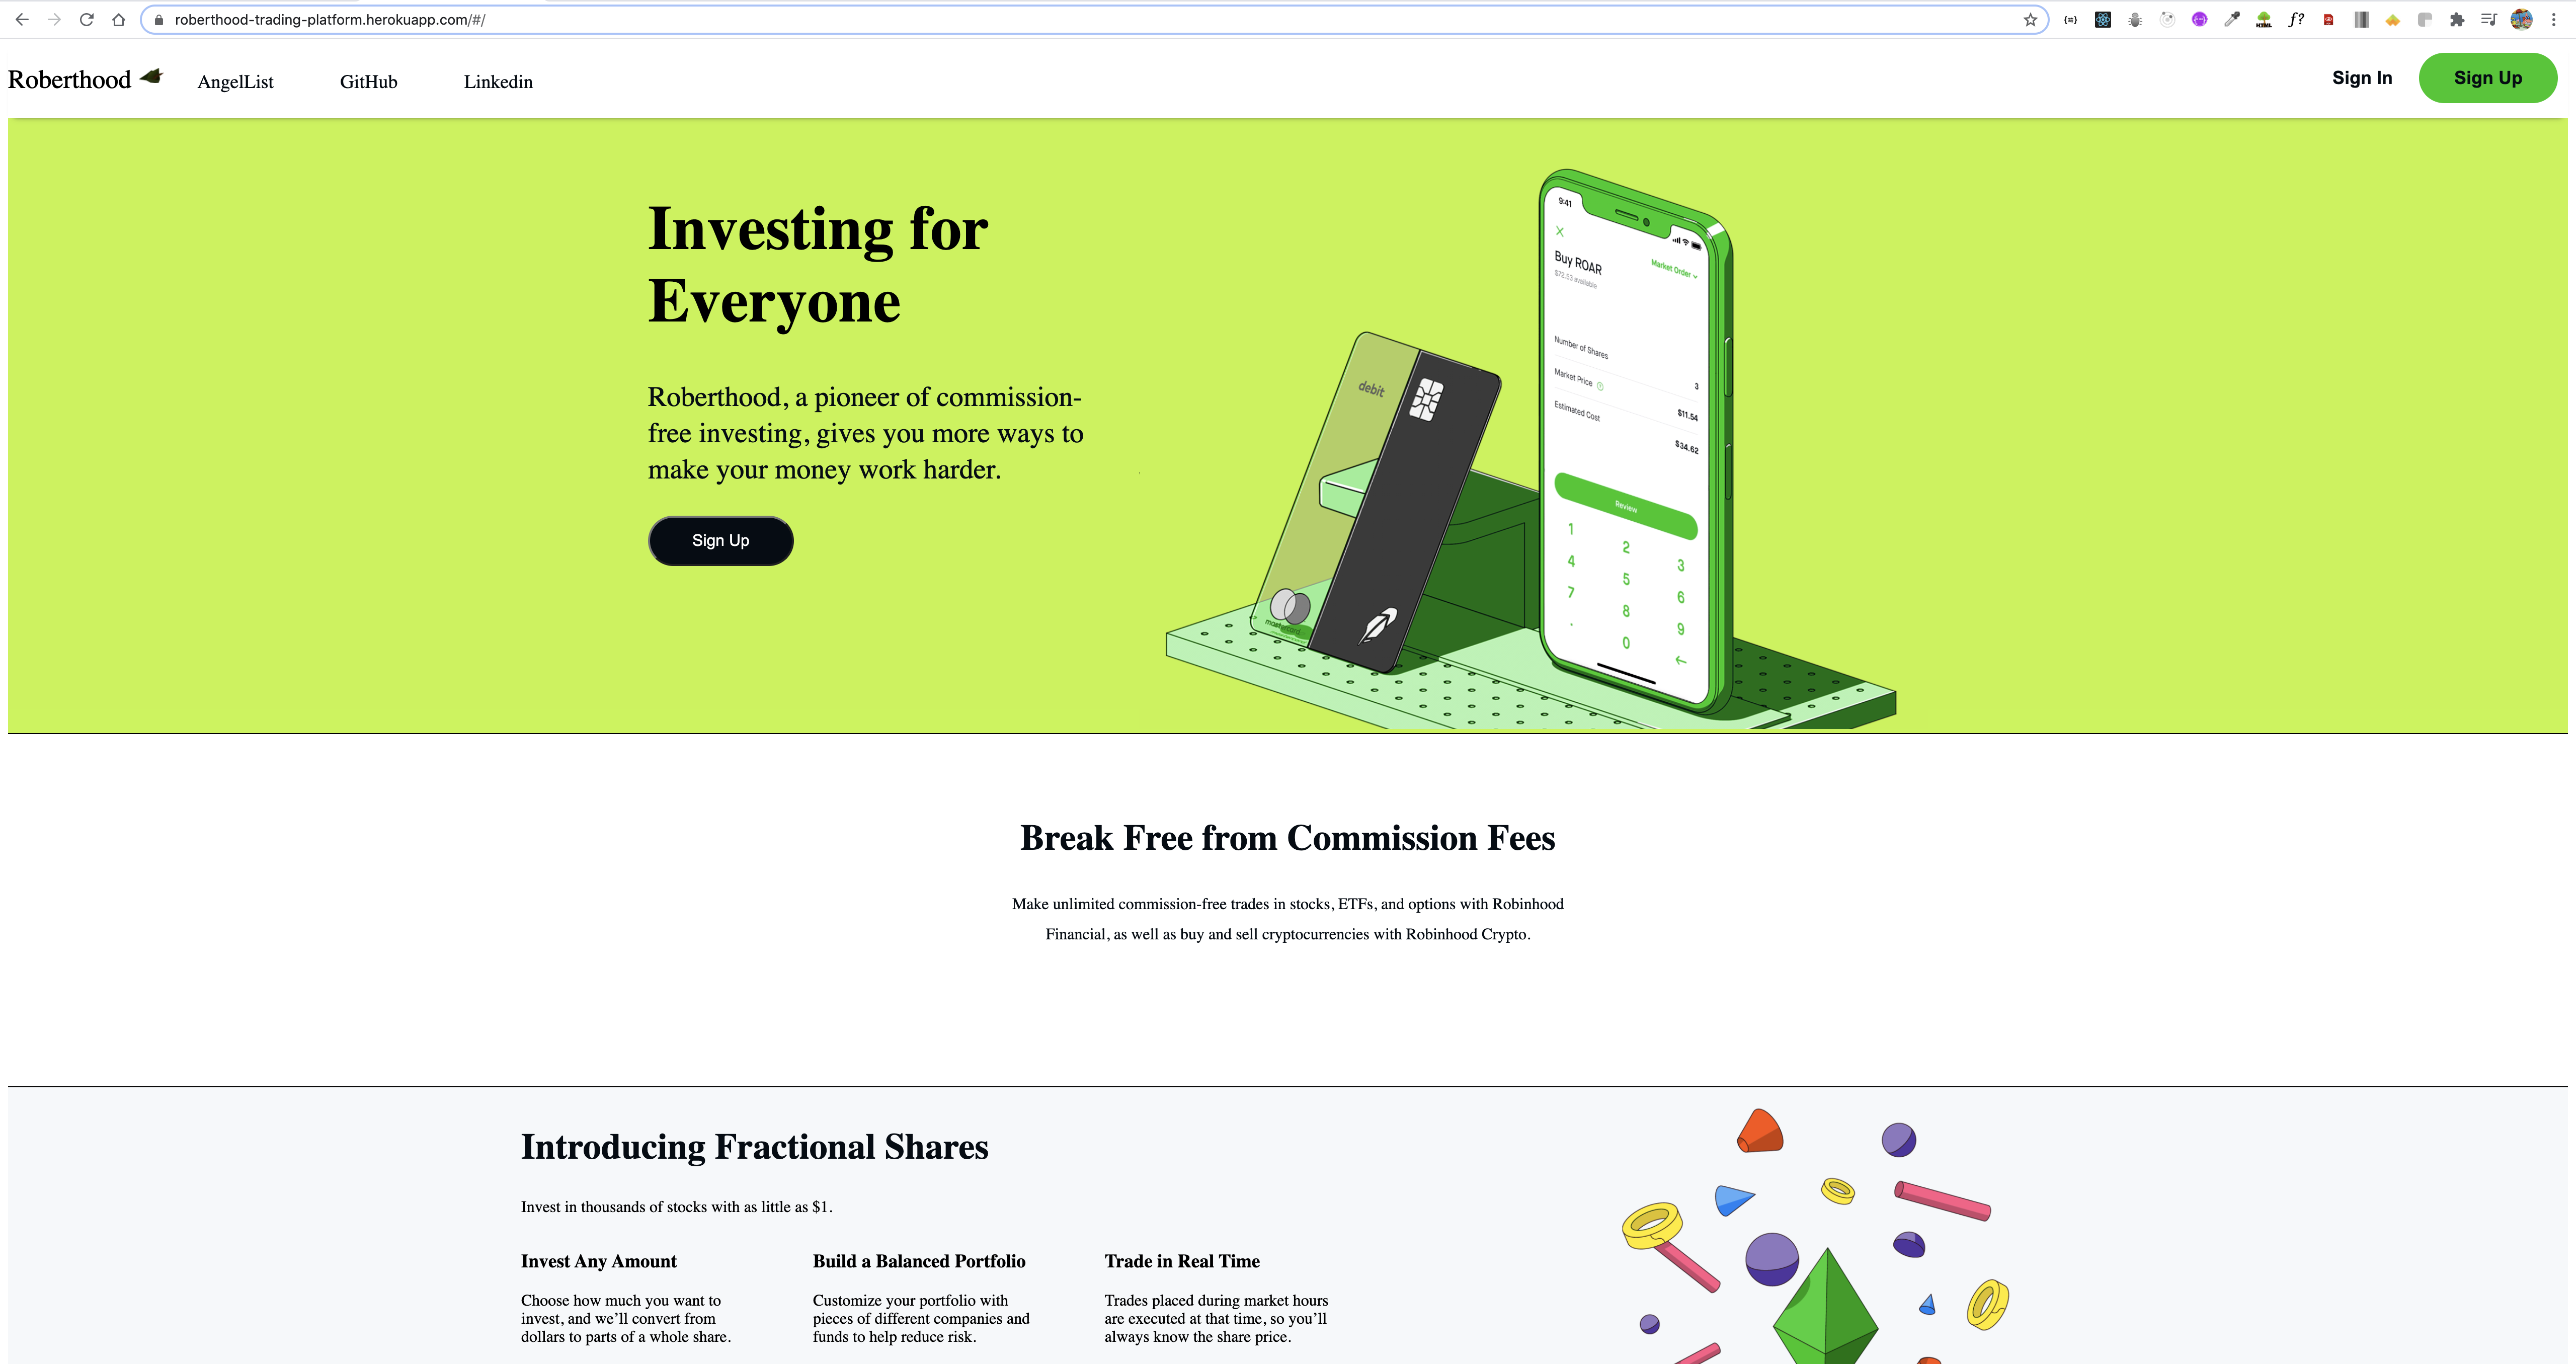 roberthood-trading-platform.herokuapp.com/#/
Roberthood
AngelList
GitHub
Linkedin
Sign In
Sign Up
Investing for
Everyone
Roberthood, a pioneer of commission-
free investing, gives you more ways to
make your money work harder.
Sign Up
debit
mastercard
9:41
Buy ROAR
Market Order
$72.53 available
Number of Shares
3
Market Price
$11.54
Estimated Cost
$34.62
Review
1 2 3
4 5 6
7 8 9
. 0
Break Free from Commission Fees
Make unlimited commission-free trades in stocks, ETFs, and options with Robinhood
Financial, as well as buy and sell cryptocurrencies with Robinhood Crypto.
Introducing Fractional Shares
Invest in thousands of stocks with as little as $1.
Invest Any Amount
Choose how much you want to
invest, and we’ll convert from
dollars to parts of a whole share.
Build a Balanced Portfolio
Customize your portfolio with
pieces of different companies and
funds to help reduce risk.
Trade in Real Time
Trades placed during market hours
are executed at that time, so you’ll
always know the share price.